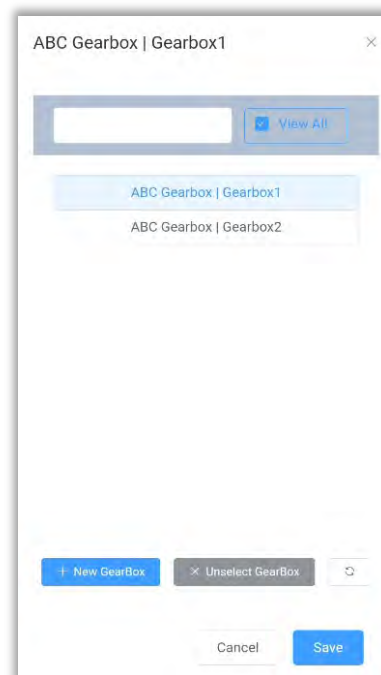 ABC Gearbox | Gearbox1
View All
ABC Gearbox | Gearbox1
ABC Gearbox | Gearbox2
+ New GearBox
× Unselect GearBox
Cancel
Save